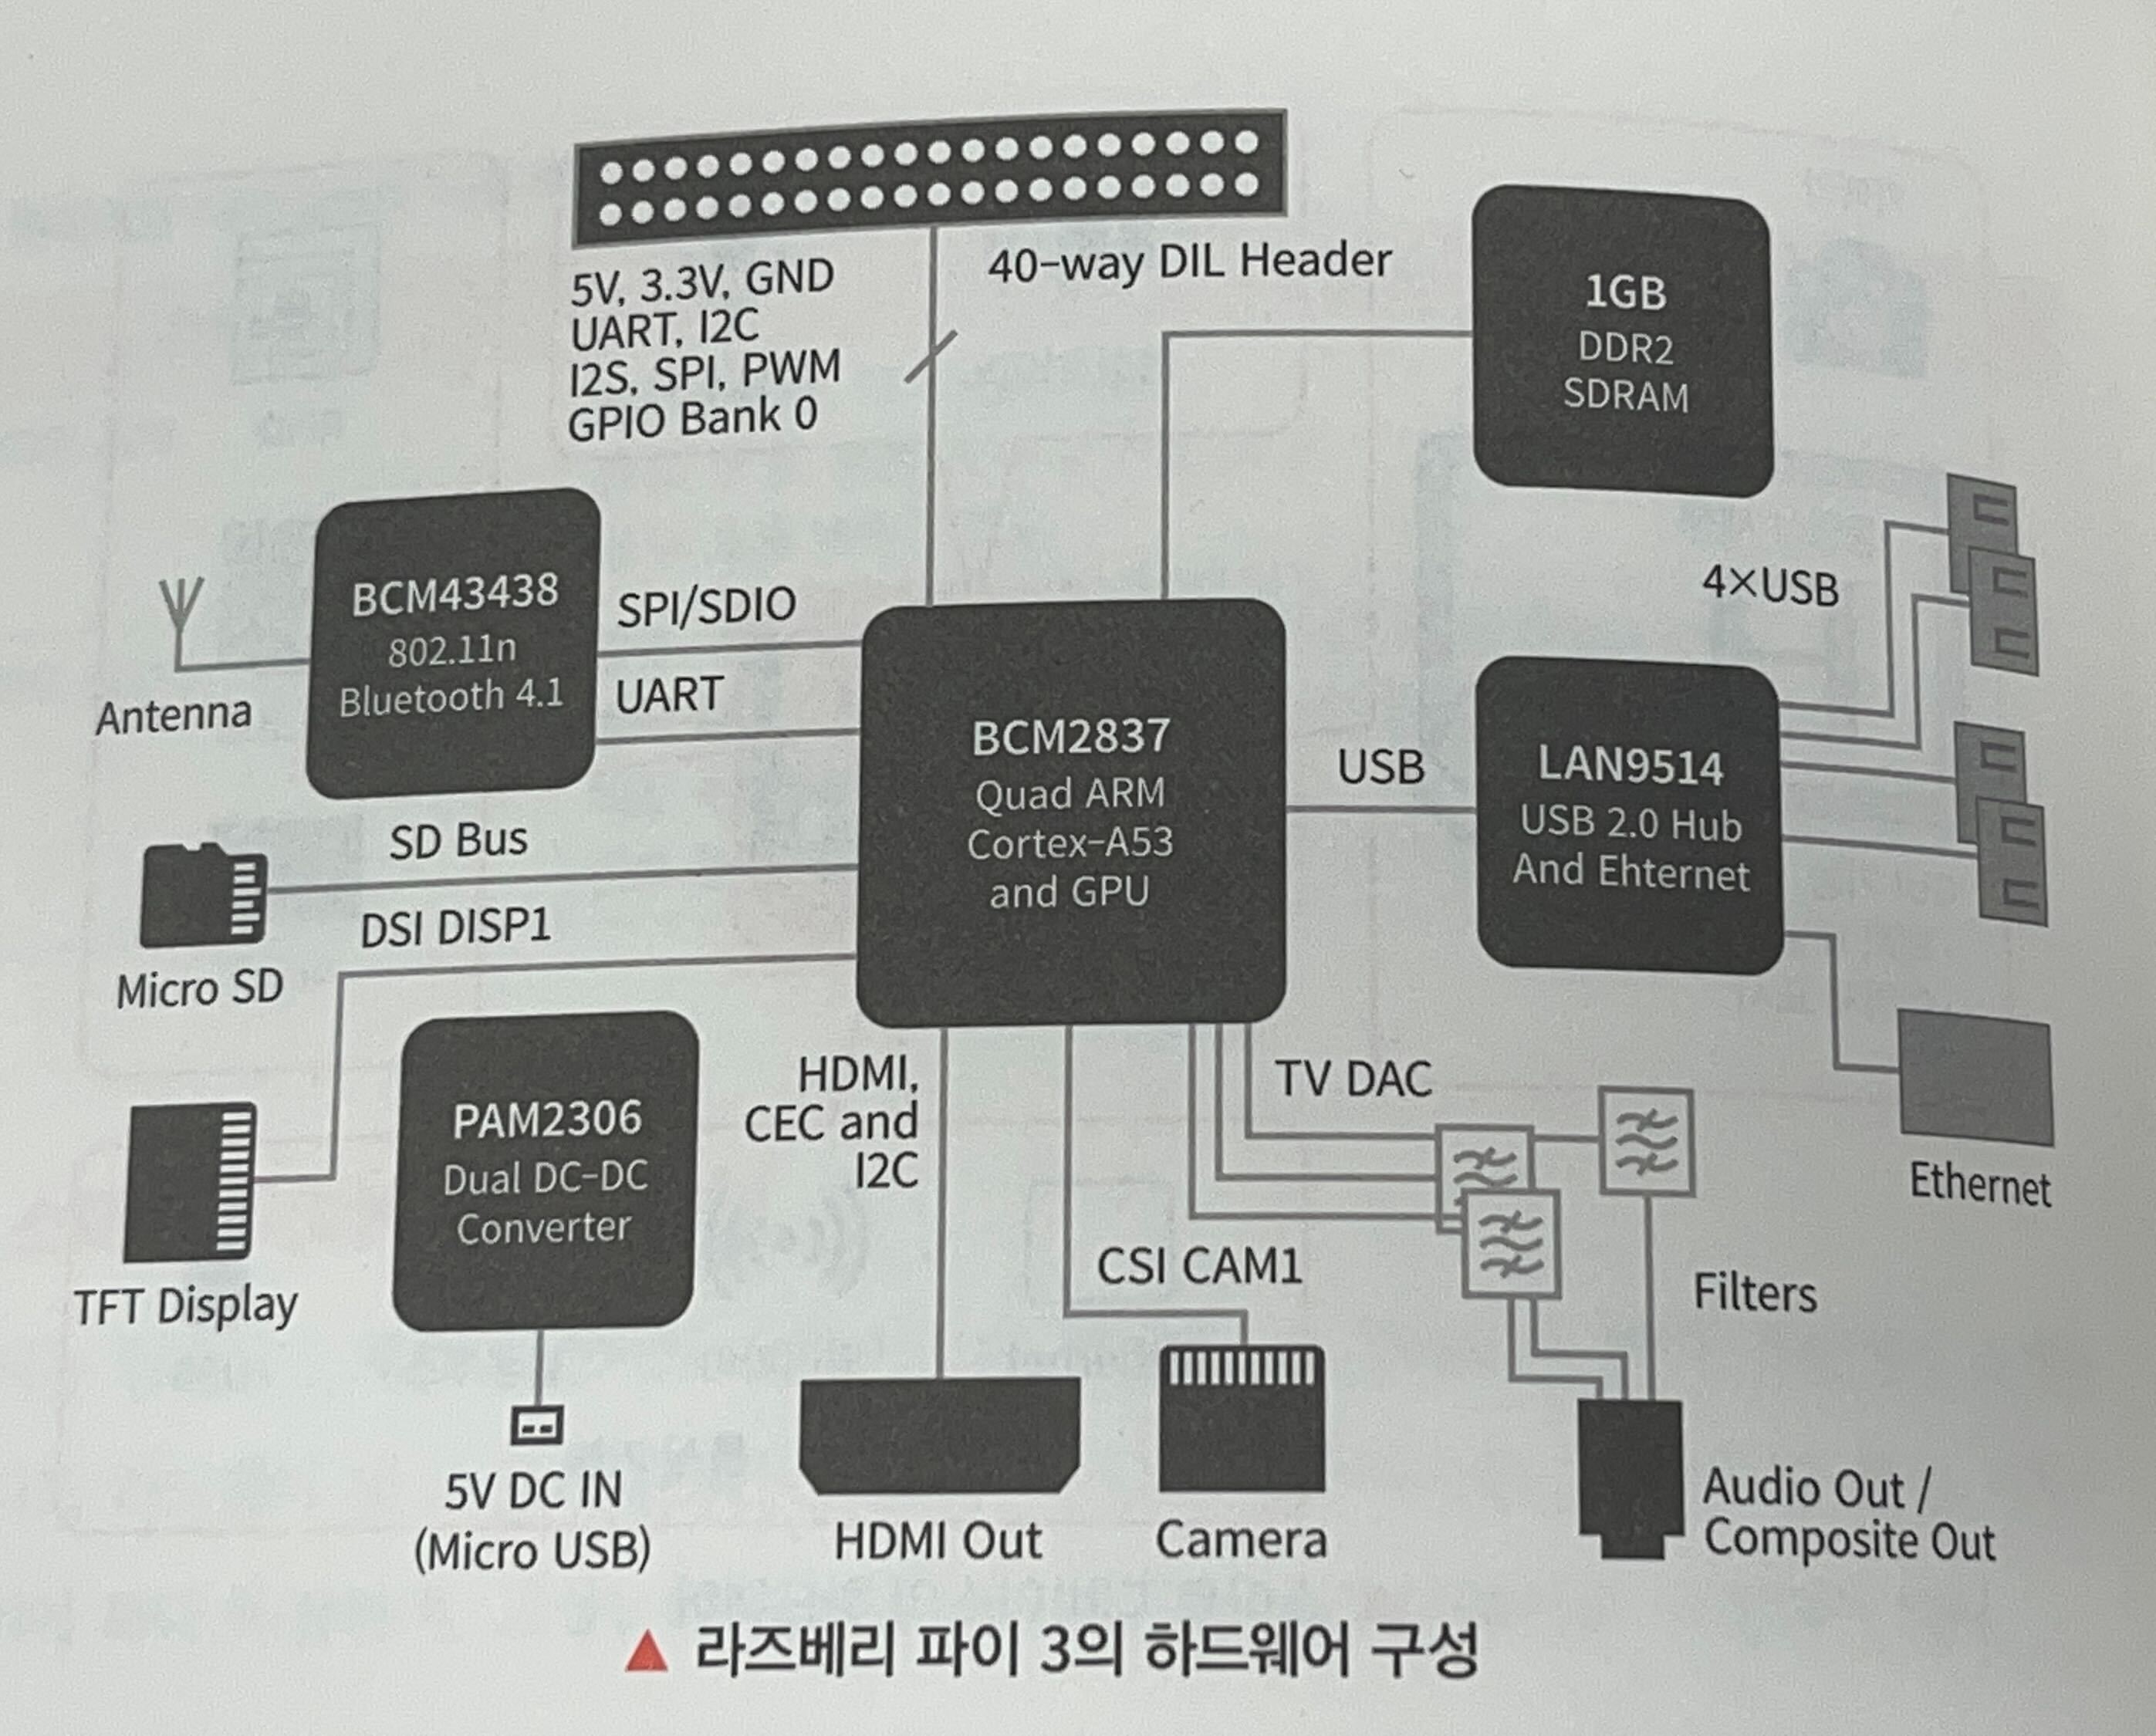 40-way DIL Header
5V, 3.3V, GND
UART, I2C
I2S, SPI, PWM
GPIO Bank 0
1GB
DDR2
SDRAM
BCM43438
802.11n
Bluetooth 4.1
Antenna
SPI/SDIO
UART
4×USB
BCM2837
Quad ARM
Cortex-A53
and GPU
USB
LAN9514
USB 2.0 Hub
And Ehternet
SD Bus
Micro SD
DSI DISP1
TFT Display
PAM2306
Dual DC-DC
Converter
HDMI,
CEC and
I2C
TV DAC
CSI CAM1
Filters
Ethernet
5V DC IN
(Micro USB)
HDMI Out
Camera
Audio Out /
Composite Out
▲ 라즈베리 파이 3의 하드웨어 구성